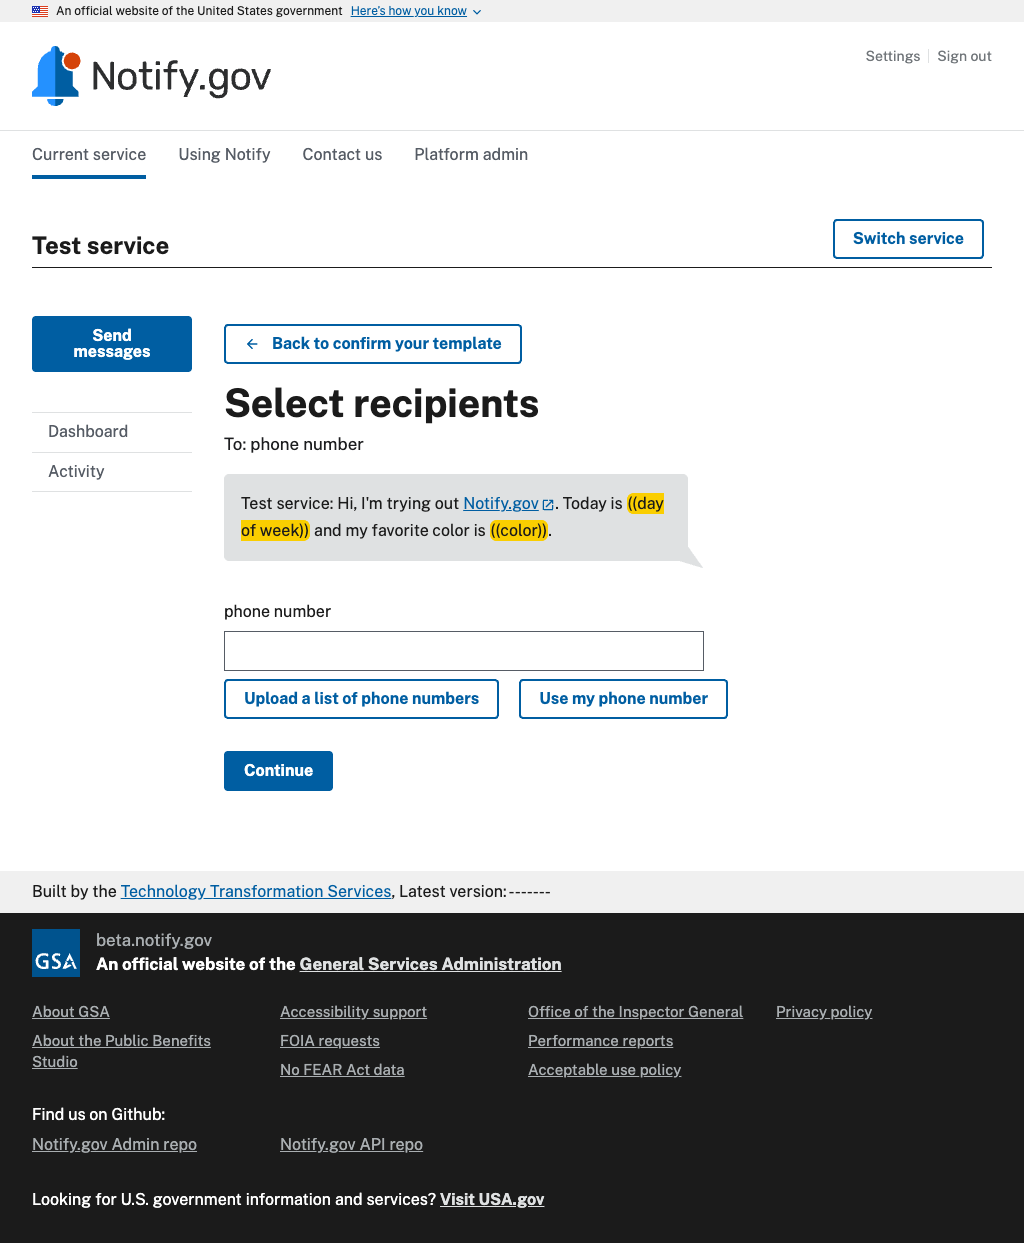 An official website of the United States government Here's how you know
Notify.gov
Settings Sign out
Current service Using Notify Contact us Platform admin
Test service
Switch service
Send
messages
Dashboard
Activity
Back to confirm your template
Select recipients
To: phone number
Test service: Hi, I'm trying out Notify.gov. Today is ((day
of week)) and my favorite color is ((color)).
phone number
Upload a list of phone numbers Use my phone number
Continue
Built by the Technology Transformation Services, Latest version:-------
GSA
beta.notify.gov
An official website of the General Services Administration
About GSA
About the Public Benefits
Studio
Accessibility support
FOIA requests
No FEAR Act data
Office of the Inspector General
Performance reports
Acceptable use policy
Privacy policy
Find us on Github:
Notify.gov Admin repo Notify.gov API repo
Looking for U.S. government information and services? Visit USA.gov